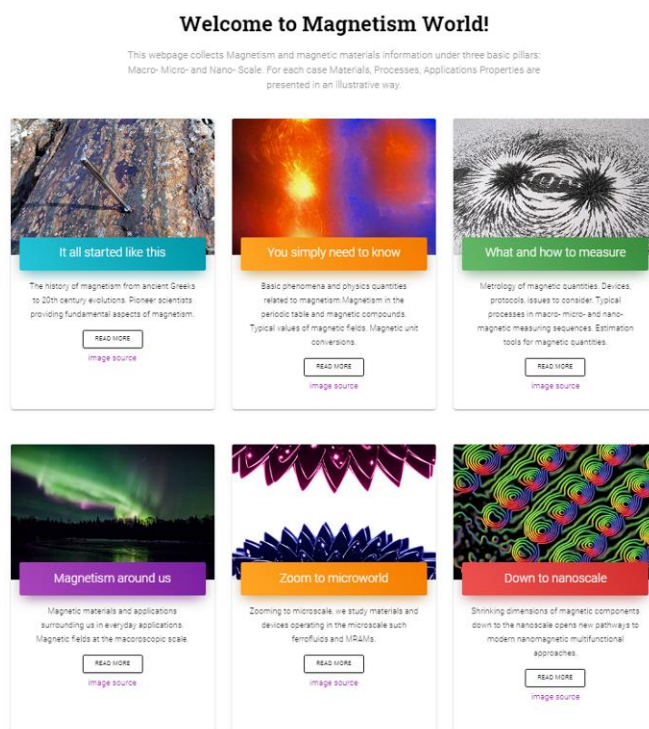 Welcome to Magnetism World!
This webpage collects Magnetism and magnetic materials information under three basic pillars:
Macro- Micro- and Nano- Scale. For each case Materials, Processes, Applications Properties are
presented in an illustrative way.
It all started like this
The history of magnetism from ancient Greeks
to 20th century evolutions. Pioneer scientists
providing fundamental aspects of magnetism.
READ MORE
image source
You simply need to know
Basic phenomena and physics quantities
related to magnetism.Magnetism in the
periodic table and magnetic compounds.
Typical values of magnetic fields. Magnetic unit
conversions.
READ MORE
image source
What and how to measure
Metrology of magnetic quantities. Devices,
protocols, issues to consider. Typical
processes in macro- micro- and nano-
magnetic measuring sequences. Estimation
tools for magnetic quantities.
READ MORE
image source
Magnetism around us
Magnetic materials and applications
surrounding us in everyday applications.
Magnetic fields at the macoroscopic scale.
READ MORE
image source
Zoom to microworld
Zooming to microscale, we study materials and
devices operating in the microscale such
ferrofluids and MRAMs.
READ MORE
image source
Down to nanoscale
Shrinking dimensions of magnetic components
down to the nanoscale opens new pathways to
modern nanomagnetic multifunctional
approaches.
READ MORE
image source